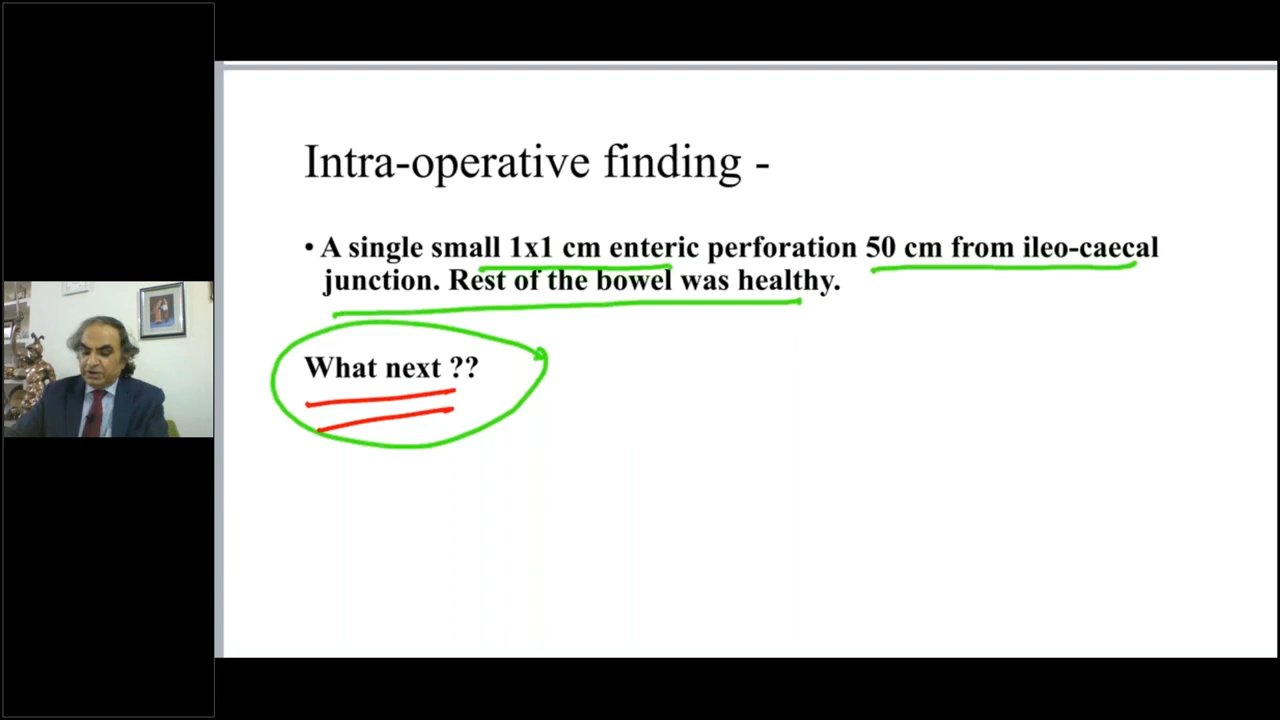 Intra-operative finding -
• A single small 1x1 cm enteric perforation 50 cm from ileo-caecal
junction. Rest of the bowel was healthy.
What next ??